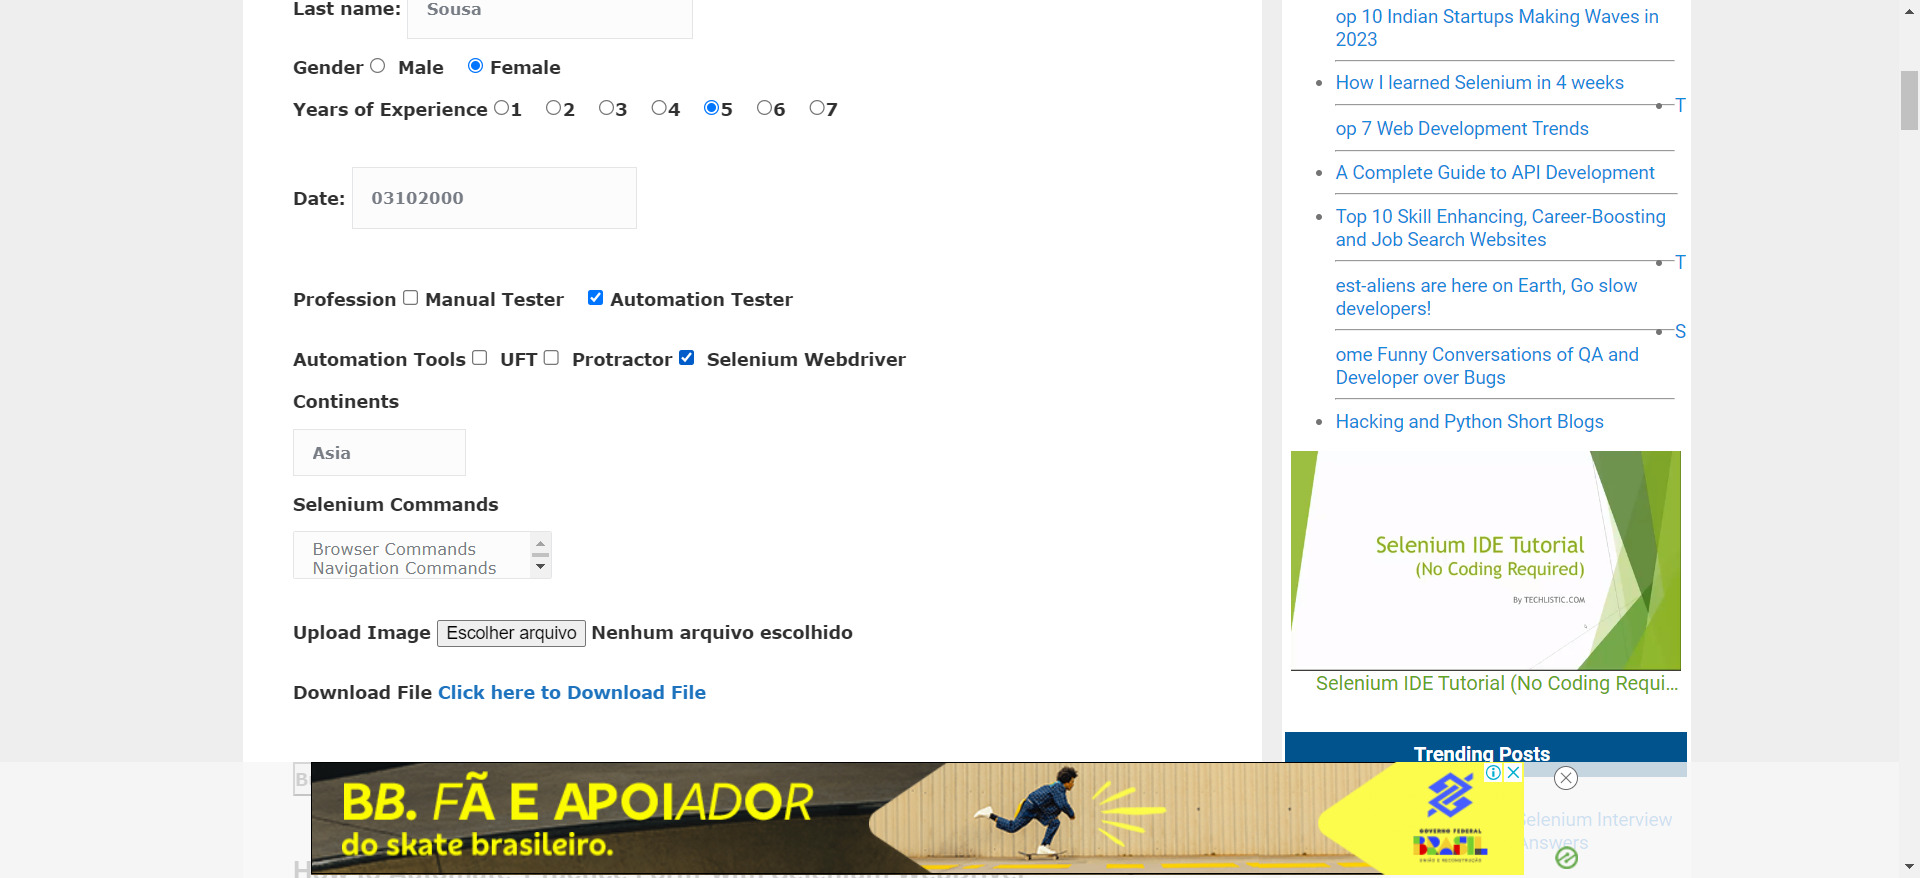 Last name: Sousa
Gender Male Female
Years of Experience 1 2 3 4 5 6 7
Date: 03102000
Profession Manual Tester Automation Tester
Automation Tools UFT Protractor Selenium Webdriver
Continents
Asia
Selenium Commands
Browser Commands
Navigation Commands
Upload Image Escolher arquivo Nenhum arquivo escolhido
Download File Click here to Download File
op 10 Indian Startups Making Waves in
2023
How I learned Selenium in 4 weeks
T
op 7 Web Development Trends
A Complete Guide to API Development
Top 10 Skill Enhancing, Career-Boosting
and Job Search Websites
T
est-aliens are here on Earth, Go slow
developers!
S
ome Funny Conversations of QA and
Developer over Bugs
Hacking and Python Short Blogs
Selenium IDE Tutorial
(No Coding Required)
By TECHLISTIC.COM
Selenium IDE Tutorial (No Coding Requi...
Trending Posts
Selenium Interview
Answers
BB. FÃ E APOIADOR
do skate brasileiro.
GOVERNO FEDERAL
BRASIL
UNIÃO E RECONSTRUÇÃO